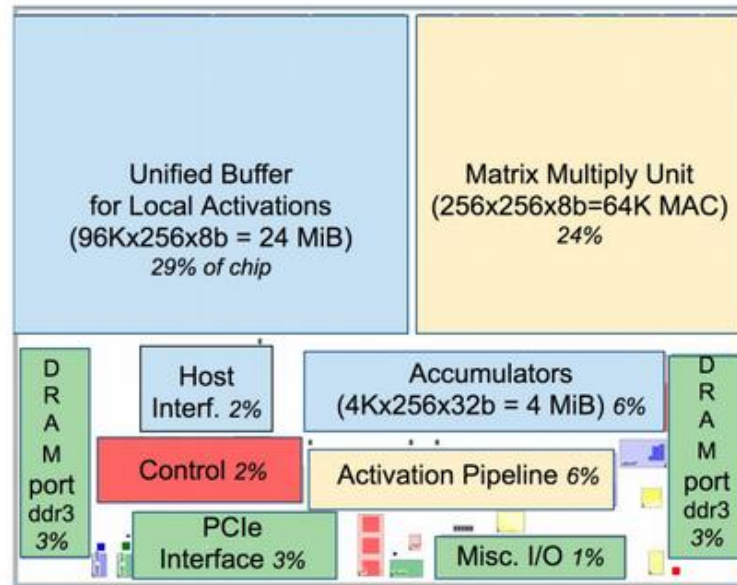 Unified Buffer
for Local Activations
(96Kx256x8b = 24 MiB)
29% of chip
Matrix Multiply Unit
(256x256x8b=64K MAC)
24%
D
R
A
M
port
ddr3
3%
Host
Interf. 2%
Accumulators
(4Kx256x32b = 4 MiB) 6%
D
R
A
M
port
ddr3
3%
Control 2%
Activation Pipeline 6%
PCIe
Interface 3%
Misc. I/O 1%